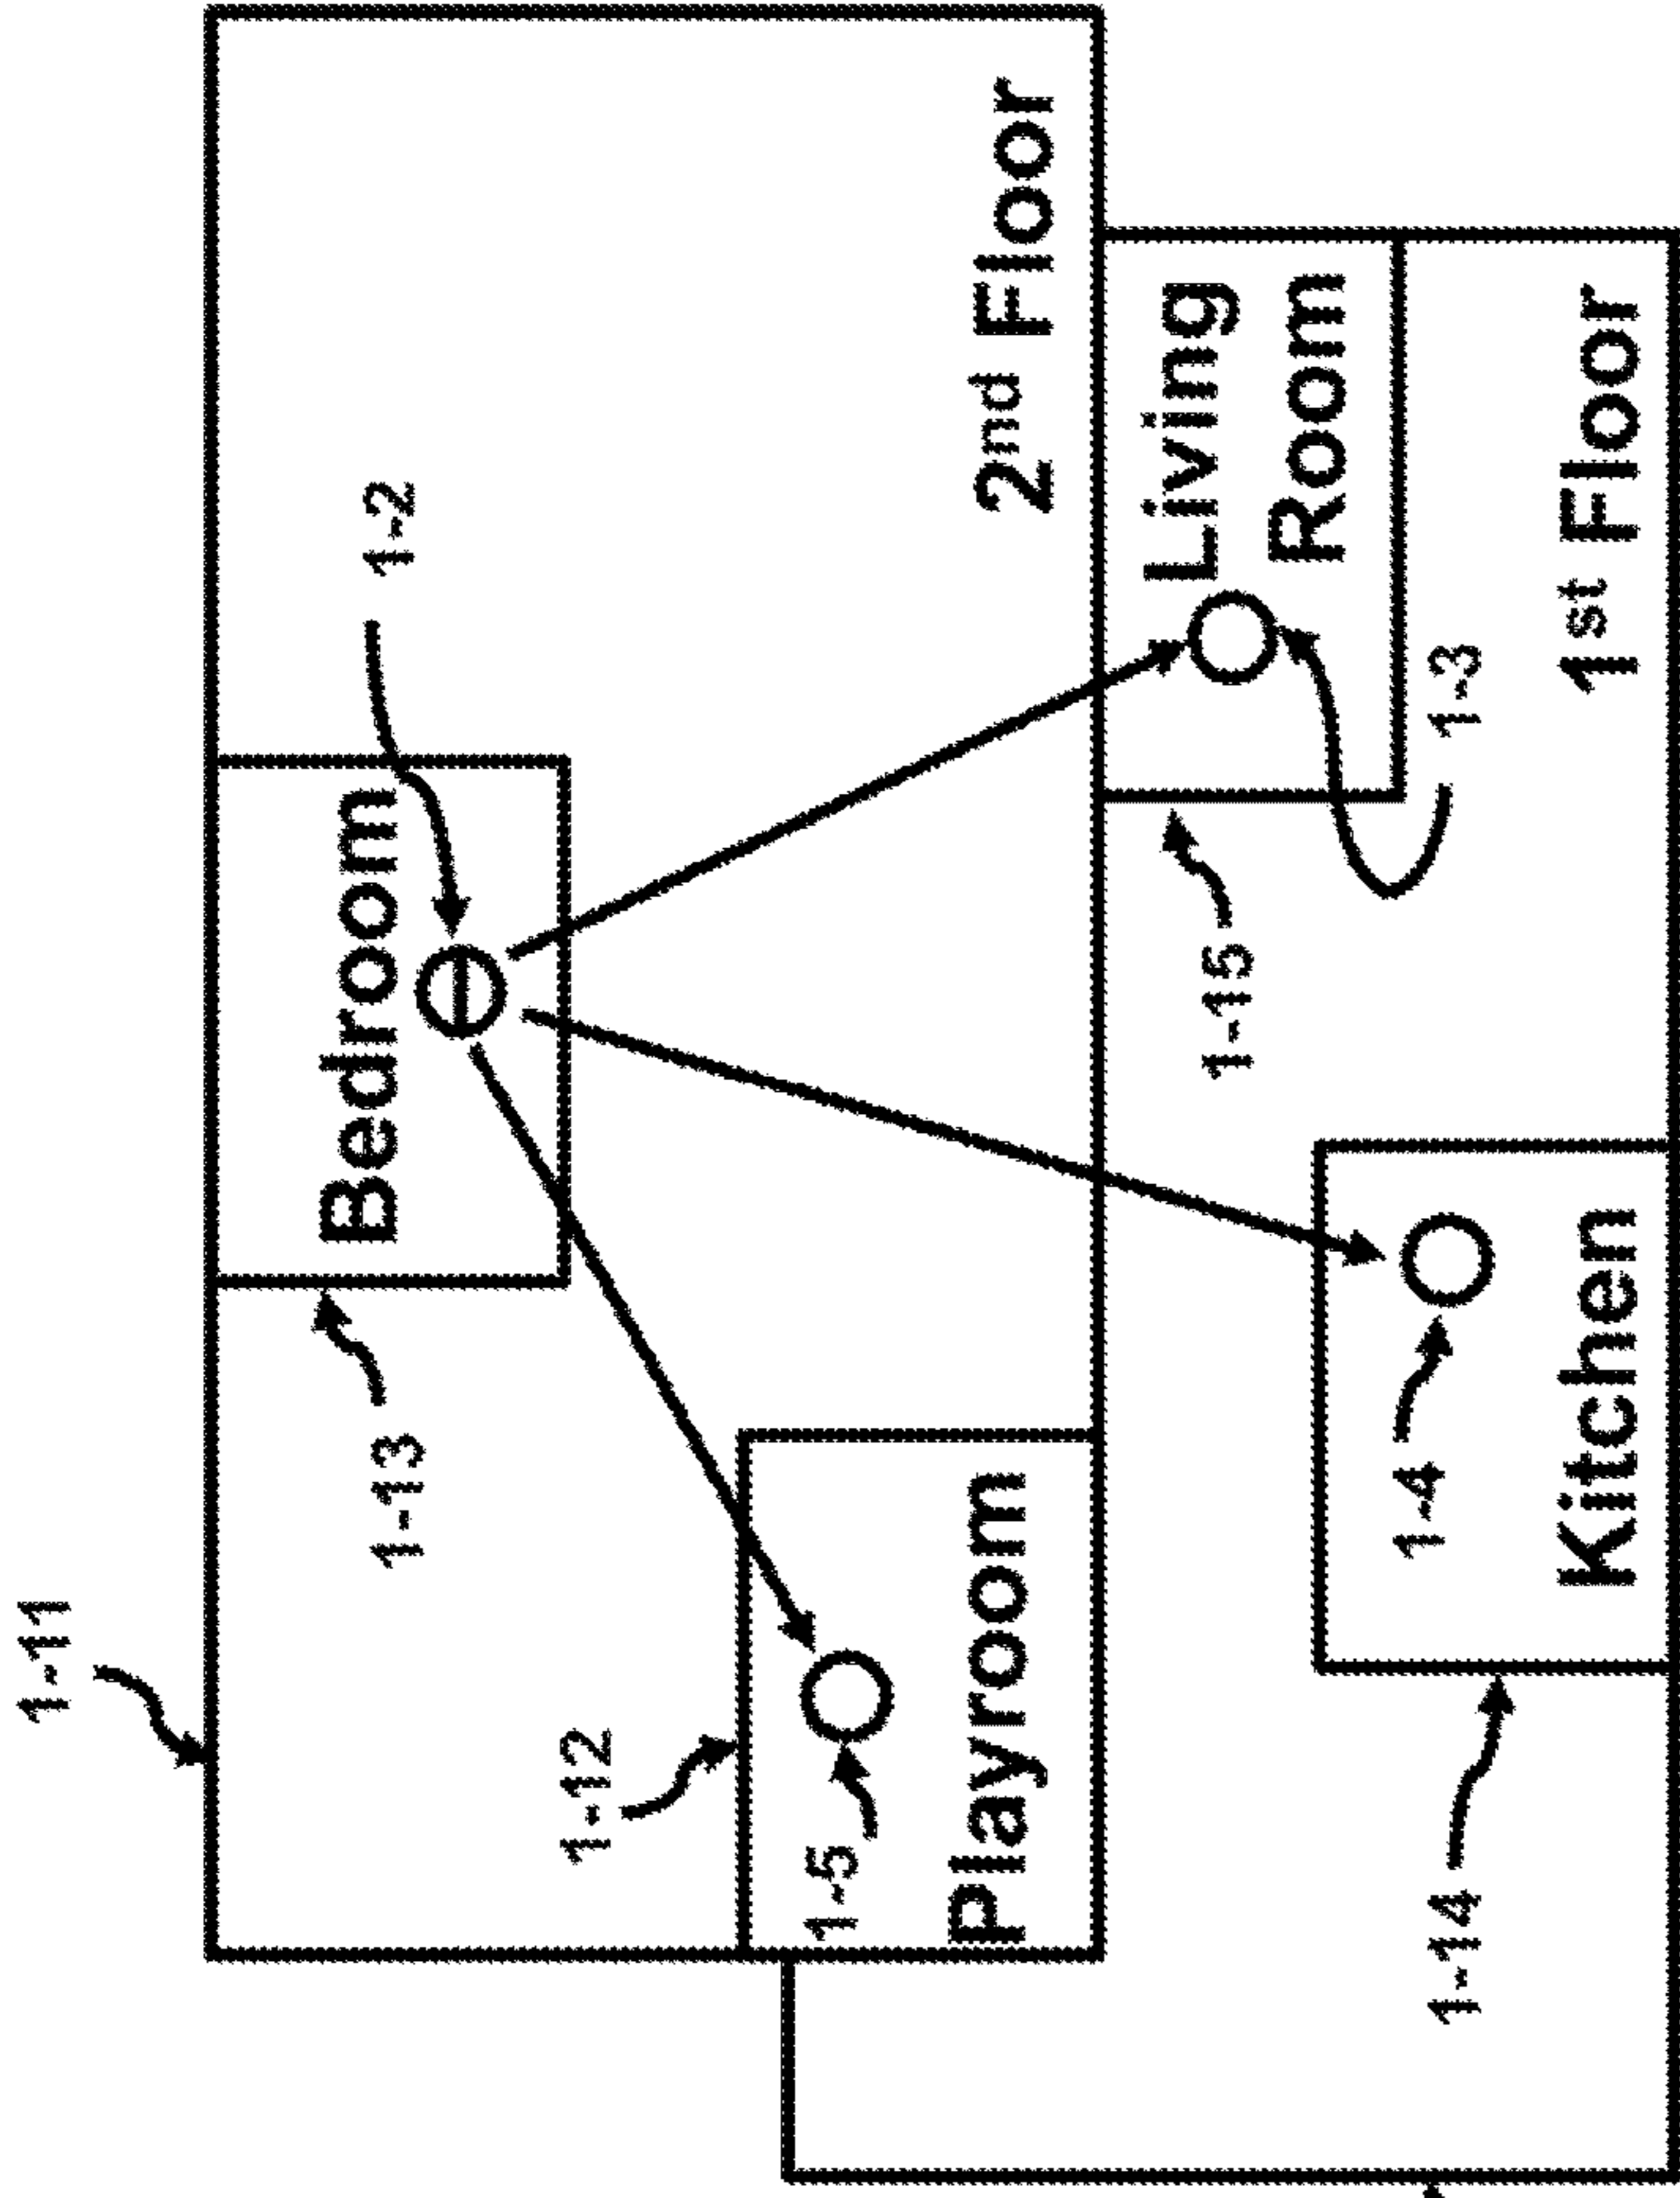 1-11
1-13
Bedroom
1-2
1-12
1-5
Playroom
2nd Floor
1-15
Living
Room
1-4
1-3
1-14
Kitchen
1st Floor